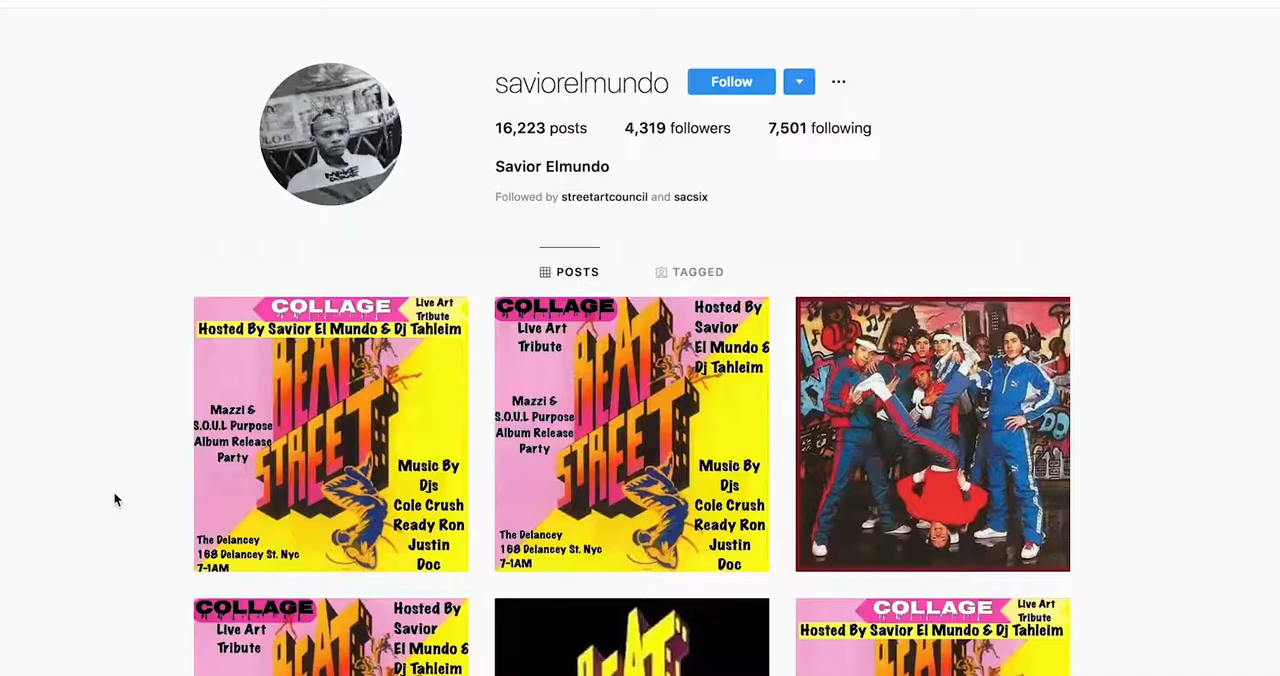 saviorelmundo
Follow
16,223 posts
4,319 followers
7,501 following
Savior Elmundo
Followed by streetartcouncil and sacsix
POSTS
TAGGED
COLLAGE
Live Art
Tribute
Hosted By Savior El Mundo & Dj Tahleim
BEAT
STREET
Mazzi &
S.O.U.L Purpose
Album Release
Party
Music By
Djs
Cole Crush
Ready Ron
Justin
Doc
The Delancey
168 Delancey St. Nyc
7-1AM
COLLAGE
Live Art
Tribute
Hosted By
Savior
El Mundo &
Dj Tahleim
BEAT
STREET
Mazzi &
S.O.U.L Purpose
Album Release
Party
Music By
Djs
Cole Crush
Ready Ron
Justin
Doc
The Delancey
168 Delancey St. Nyc
7-1AM
COLLAGE
Live Art
Tribute
Hosted By
Savior
El Mundo &
Dj Tahleim
BEAT
BEAT
COLLAGE
Live Art
Tribute
Hosted By Savior El Mundo & Dj Tahleim
BEAT